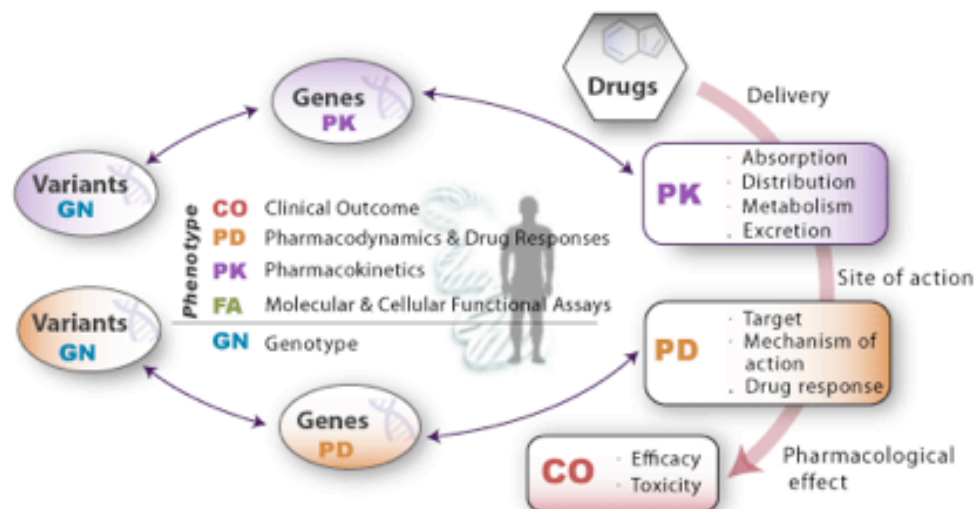 Drugs
Delivery
Genes
PK
Variants
GN
PK
· Absorption
· Distribution
· Metabolism
. Excretion
Phenotype
CO Clinical Outcome
PD Pharmacodynamics & Drug Responses
PK Pharmacokinetics
FA Molecular & Cellular Functional Assays
GN Genotype
Site of action
Variants
GN
PD
· Target
· Mechanism of
action
. Drug response
Genes
PD
CO
· Efficacy
· Toxicity
Pharmacological
effect